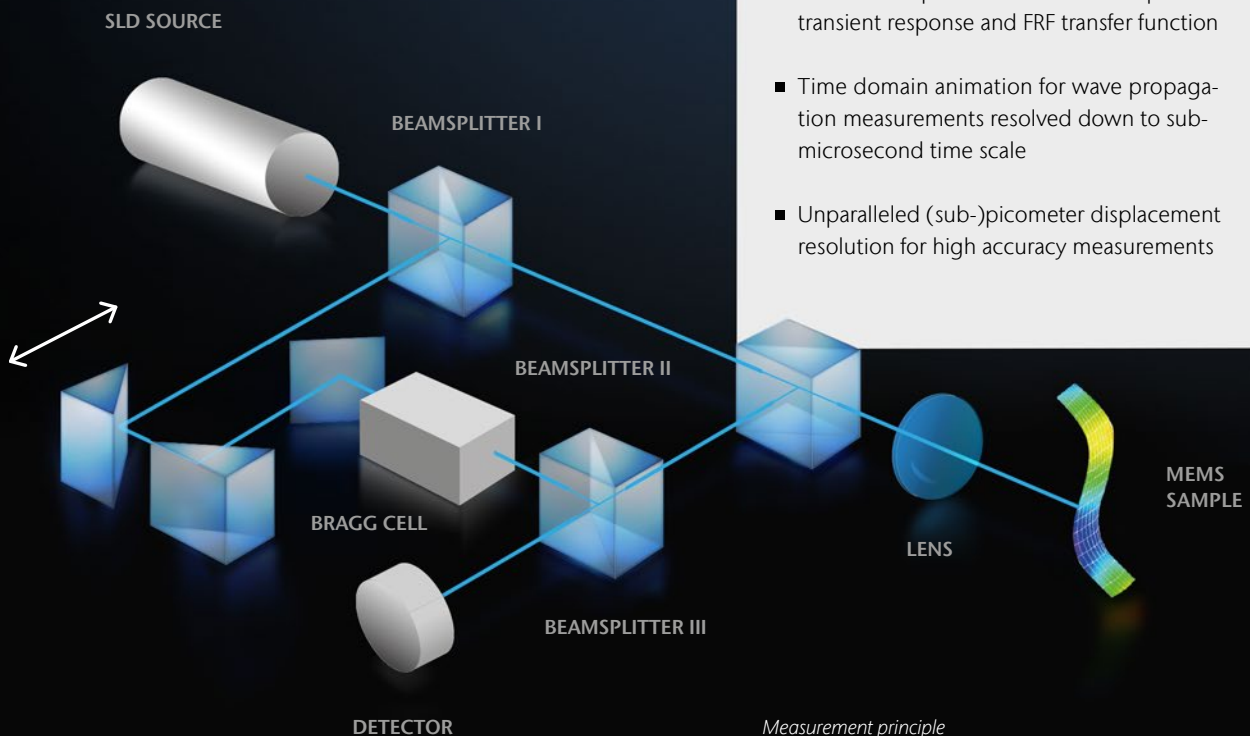 transient response and FRF transfer function
■ Time domain animation for wave propaga-
tion measurements resolved down to sub-
microsecond time scale
■ Unparalleled (sub-)picometer displacement
resolution for high accuracy measurements
SLD SOURCE
BEAMSPLITTER I
BEAMSPLITTER II
BRAGG CELL
LENS
MEMS
SAMPLE
BEAMSPLITTER III
DETECTOR
Measurement principle